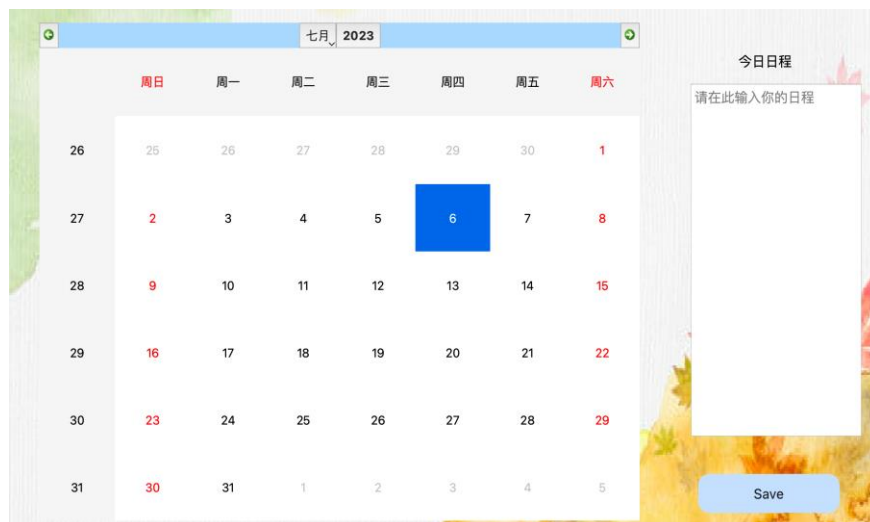 七月 2023
今日日程
周日 周一 周二 周三 周四 周五 周六
请在此输入你的日程
26 25 26 27 28 29 30 1
27 2 3 4 5 6 7 8
28 9 10 11 12 13 14 15
29 16 17 18 19 20 21 22
30 23 24 25 26 27 28 29
31 30 31 1 2 3 4 5
Save